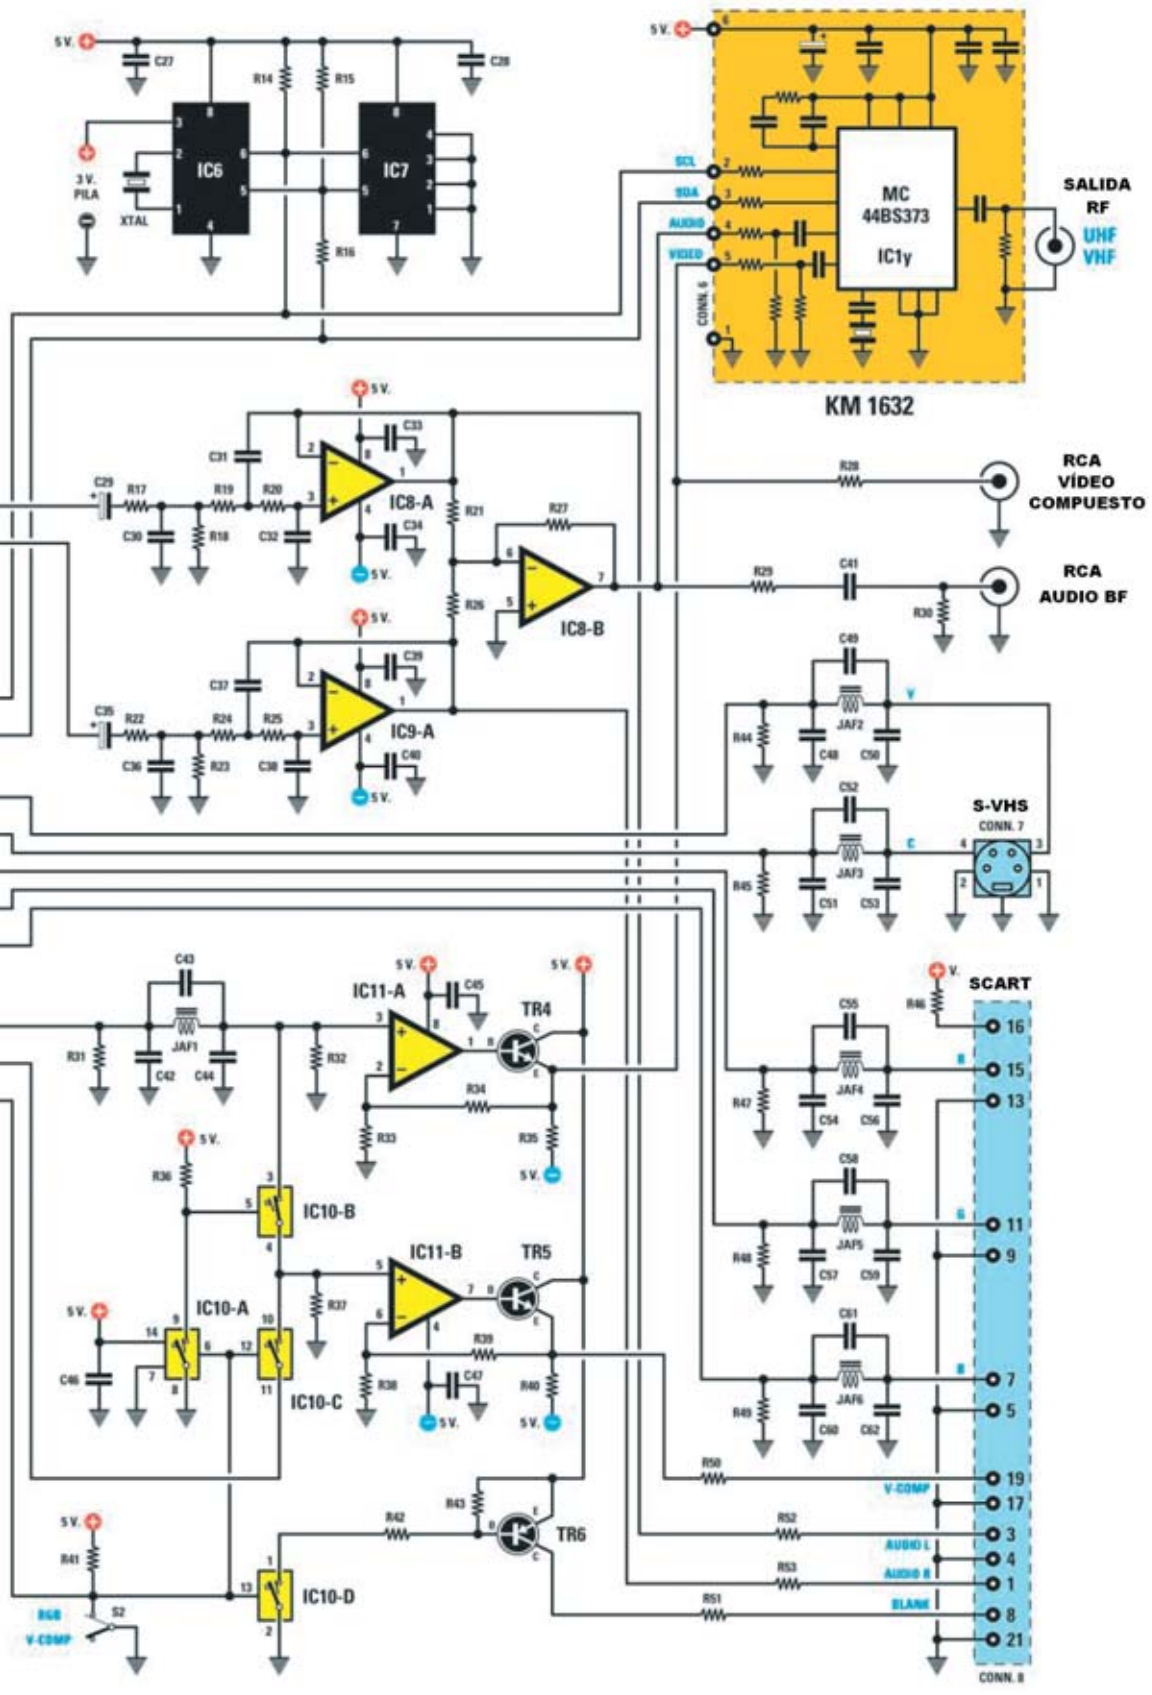 5 V.
C27
R14
R15
C28
8
8
3
2
1
6
5
4
IC6
6
5
4
3
2
1
7
IC7
3 V.
PILA
XTAL
R16
5 V.
6
SCL
2
SDA
3
AUDIO
4
VIDEO
5
CONN. 6
1
MC
44BS373
IC1y
SALIDA
RF
UHF
VHF
KM 1632
5 V.
C33
C31
2
8
1
3
4
IC8-A
C29
R17
R19
R20
C30
R18
C32
C34
5 V.
R21
R27
6
7
5
IC8-B
R26
R28
RCA
VÍDEO
COMPUESTO
R29
C41
R30
RCA
AUDIO BF
5 V.
C39
C37
2
8
1
3
4
IC9-A
C35
R22
R24
R25
C36
R23
C38
C40
5 V.
C49
R44
JAF2
C48
C50
Y
C52
R45
JAF3
C51
C53
C
S-VHS
CONN. 7
4
3
2
1
C43
R31
JAF1
C42
C44
R32
IC11-A
5 V.
C45
3
8
1
2
TR4
B
C
E
5 V.
R34
R33
R35
5 V.
5 V.
R36
3
5
4
IC10-B
IC11-B
5
7
6
4
TR5
B
C
E
R37
R39
R38
C47
5 V.
R40
5 V.
5 V.
IC10-A
9
14
6
7
8
C46
10
12
11
IC10-C
V.
R46
SCART
16
15
13
11
9
7
5
19
17
3
4
1
8
21
CONN. 8
C55
R47
JAF4
C54
C56
R
C58
R48
JAF5
C57
C59
G
C61
R49
JAF6
C60
C62
B
R50
V-COMP
R52
AUDIO L
R53
AUDIO R
R51
BLANK
5 V.
R41
RGB
V-COMP
S2
1
13
2
IC10-D
R42
R43
B
E
C
TR6